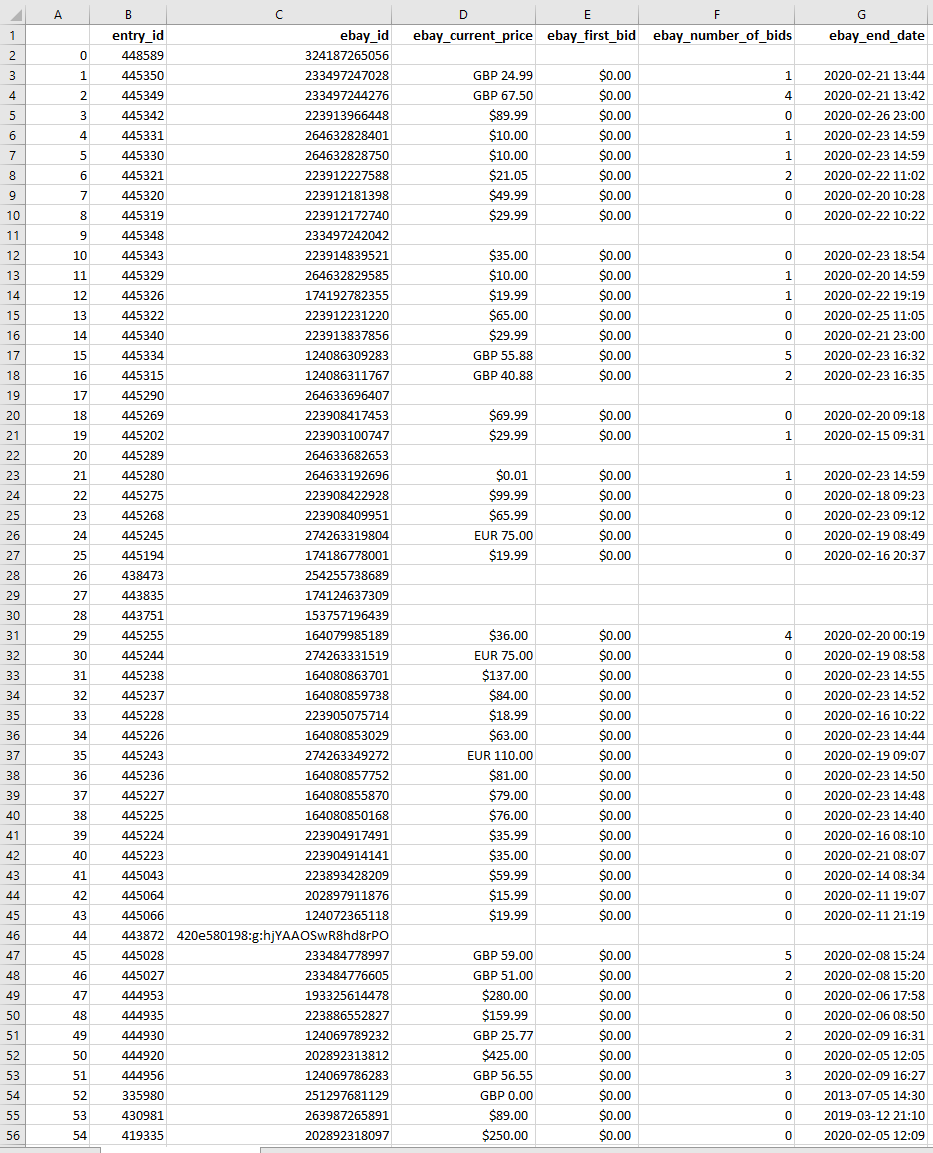 A B C D E F G
1 entry_id ebay_id ebay_current_price ebay_first_bid ebay_number_of_bids ebay_end_date
2 0 448589 324187265056
3 1 445350 233497247028 GBP 24.99 $0.00 1 2020-02-21 13:44
4 2 445349 233497244276 GBP 67.50 $0.00 4 2020-02-21 13:42
5 3 445342 223913966448 $89.99 $0.00 0 2020-02-26 23:00
6 4 445331 264632828401 $10.00 $0.00 1 2020-02-23 14:59
7 5 445330 264632828750 $10.00 $0.00 1 2020-02-23 14:59
8 6 445321 223912227588 $21.05 $0.00 2 2020-02-22 11:02
9 7 445320 223912181398 $49.99 $0.00 0 2020-02-20 10:28
10 8 445319 223912172740 $29.99 $0.00 0 2020-02-22 10:22
11 9 445348 233497242042
12 10 445343 223914839521 $35.00 $0.00 0 2020-02-23 18:54
13 11 445329 264632829585 $10.00 $0.00 1 2020-02-20 14:59
14 12 445326 174192782355 $19.99 $0.00 1 2020-02-22 19:19
15 13 445322 223912231220 $65.00 $0.00 0 2020-02-25 11:05
16 14 445340 223913837856 $29.99 $0.00 0 2020-02-21 23:00
17 15 445334 124086309283 GBP 55.88 $0.00 5 2020-02-23 16:32
18 16 445315 124086311767 GBP 40.88 $0.00 2 2020-02-23 16:35
19 17 445290 264633696407
20 18 445269 223908417453 $69.99 $0.00 0 2020-02-20 09:18
21 19 445202 223903100747 $29.99 $0.00 1 2020-02-15 09:31
22 20 445289 264633682653
23 21 445280 264633192696 $0.01 $0.00 1 2020-02-23 14:59
24 22 445275 223908422928 $99.99 $0.00 0 2020-02-18 09:23
25 23 445268 223908409951 $65.99 $0.00 0 2020-02-23 09:12
26 24 445245 274263319804 EUR 75.00 $0.00 0 2020-02-19 08:49
27 25 445194 174186778001 $19.99 $0.00 0 2020-02-16 20:37
28 26 438473 254255738689
29 27 443835 174124637309
30 28 443751 153757196439
31 29 445255 164079985189 $36.00 $0.00 4 2020-02-20 00:19
32 30 445244 274263331519 EUR 75.00 $0.00 0 2020-02-19 08:58
33 31 445238 164080863701 $137.00 $0.00 0 2020-02-23 14:55
34 32 445237 164080859738 $84.00 $0.00 0 2020-02-23 14:52
35 33 445228 223905075714 $18.99 $0.00 0 2020-02-16 10:22
36 34 445226 164080853029 $63.00 $0.00 0 2020-02-23 14:44
37 35 445243 274263349272 EUR 110.00 $0.00 0 2020-02-19 09:07
38 36 445236 164080857752 $81.00 $0.00 0 2020-02-23 14:50
39 37 445227 164080855870 $79.00 $0.00 0 2020-02-23 14:48
40 38 445225 164080850168 $76.00 $0.00 0 2020-02-23 14:40
41 39 445224 223904917491 $35.99 $0.00 0 2020-02-16 08:10
42 40 445223 223904914141 $35.00 $0.00 0 2020-02-21 08:07
43 41 445043 223893428209 $59.99 $0.00 0 2020-02-14 08:34
44 42 445064 202897911876 $15.99 $0.00 0 2020-02-11 19:07
45 43 445066 124072365118 $19.99 $0.00 0 2020-02-11 21:19
46 44 443872 420e580198:g:hjYAAOSwR8hd8rPO
47 45 445028 233484778997 GBP 59.00 $0.00 5 2020-02-08 15:24
48 46 445027 233484776605 GBP 51.00 $0.00 2 2020-02-08 15:20
49 47 444953 193325614478 $280.00 $0.00 0 2020-02-06 17:58
50 48 444935 223886552827 $159.99 $0.00 0 2020-02-06 08:50
51 49 444930 124069789232 GBP 25.77 $0.00 2 2020-02-09 16:31
52 50 444920 202892313812 $425.00 $0.00 0 2020-02-05 12:05
53 51 444956 124069786283 GBP 56.55 $0.00 3 2020-02-09 16:27
54 52 335980 251297681129 GBP 0.00 $0.00 0 2013-07-05 14:30
55 53 430981 263987265891 $89.00 $0.00 0 2019-03-12 21:10
56 54 419335 202892318097 $250.00 $0.00 0 2020-02-05 12:09